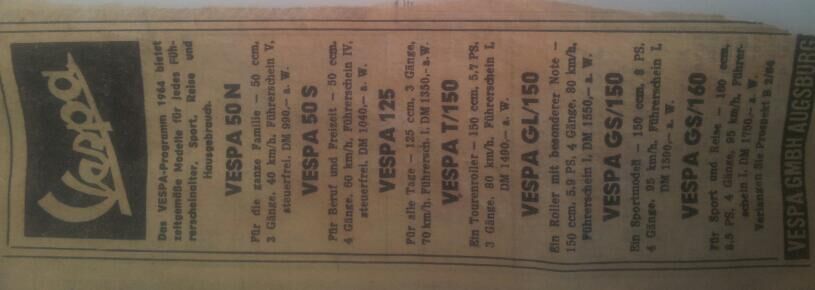 Vespa
Das VESPA-Programm 1964 bietet
zeitgemäße Modelle für jedes Füh-
rerscheinalter, Sport, Reise und
Hausgebrauch.
VESPA 50 N
Für die ganze Familie — 50 ccm,
3 Gänge, 40 km/h, Führerschein V,
steuerfrei, DM 990,— a. W.
VESPA 50 S
Für Beruf und Freizeit — 50 ccm,
4 Gänge, 60 km/h, Führerschein IV,
steuerfrei, DM 1040,— a. W.
VESPA 125
Für alle Tage — 125 ccm, 3 Gänge,
70 km/h, Führersch. I, DM 1350,— a. W.
VESPA T/150
Ein Tourenroller — 150 ccm, 5,7 PS,
3 Gänge, 80 km/h, Führerschein I,
DM 1490,— a. W.
VESPA GL/150
Ein Roller mit besonderer Note —
150 ccm, 5,9 PS, 4 Gänge, 80 km/h,
Führerschein I, DM 1550,— a. W.
VESPA GS/150
Ein Sportmodell — 150 ccm, 8 PS,
4 Gänge, 95 km/h, Führerschein I,
DM 1590,— a. W.
VESPA GS/160
Für Sport und Reise — 160 ccm,
8,5 PS, 4 Gänge, 95 km/h, Führer-
schein I, DM 1750,— a. W.
Verlangen Sie Prospekt B 2/64
VESPA GMBH AUGSBURG